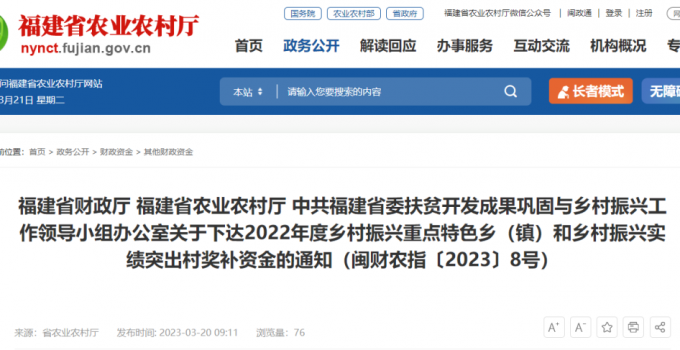 国务院 农业农村部 省政府 福建省农业农村厅微信公众号 | 闽政通 | 登录 | 注册
福建省农业农村厅
nynct.fujian.gov.cn
首页 政务公开 解读回应 办事服务 互动交流 机构概况 专
问福建省农业农村厅网站
3月21日 星期二
本站 请输入您要搜索的内容 长者模式 无障碍
前位置：首页 > 政务公开 > 财政资金 > 其他财政资金
福建省财政厅 福建省农业农村厅 中共福建省委扶贫开发成果巩固与乡村振兴工
作领导小组办公室关于下达2022年度乡村振兴重点特色乡（镇）和乡村振兴实
绩突出村奖补资金的通知（闽财农指〔2023〕8号）
来源：省农业农村厅 发布时间: 2023-03-20 09:11 浏览量：76 A+ A-